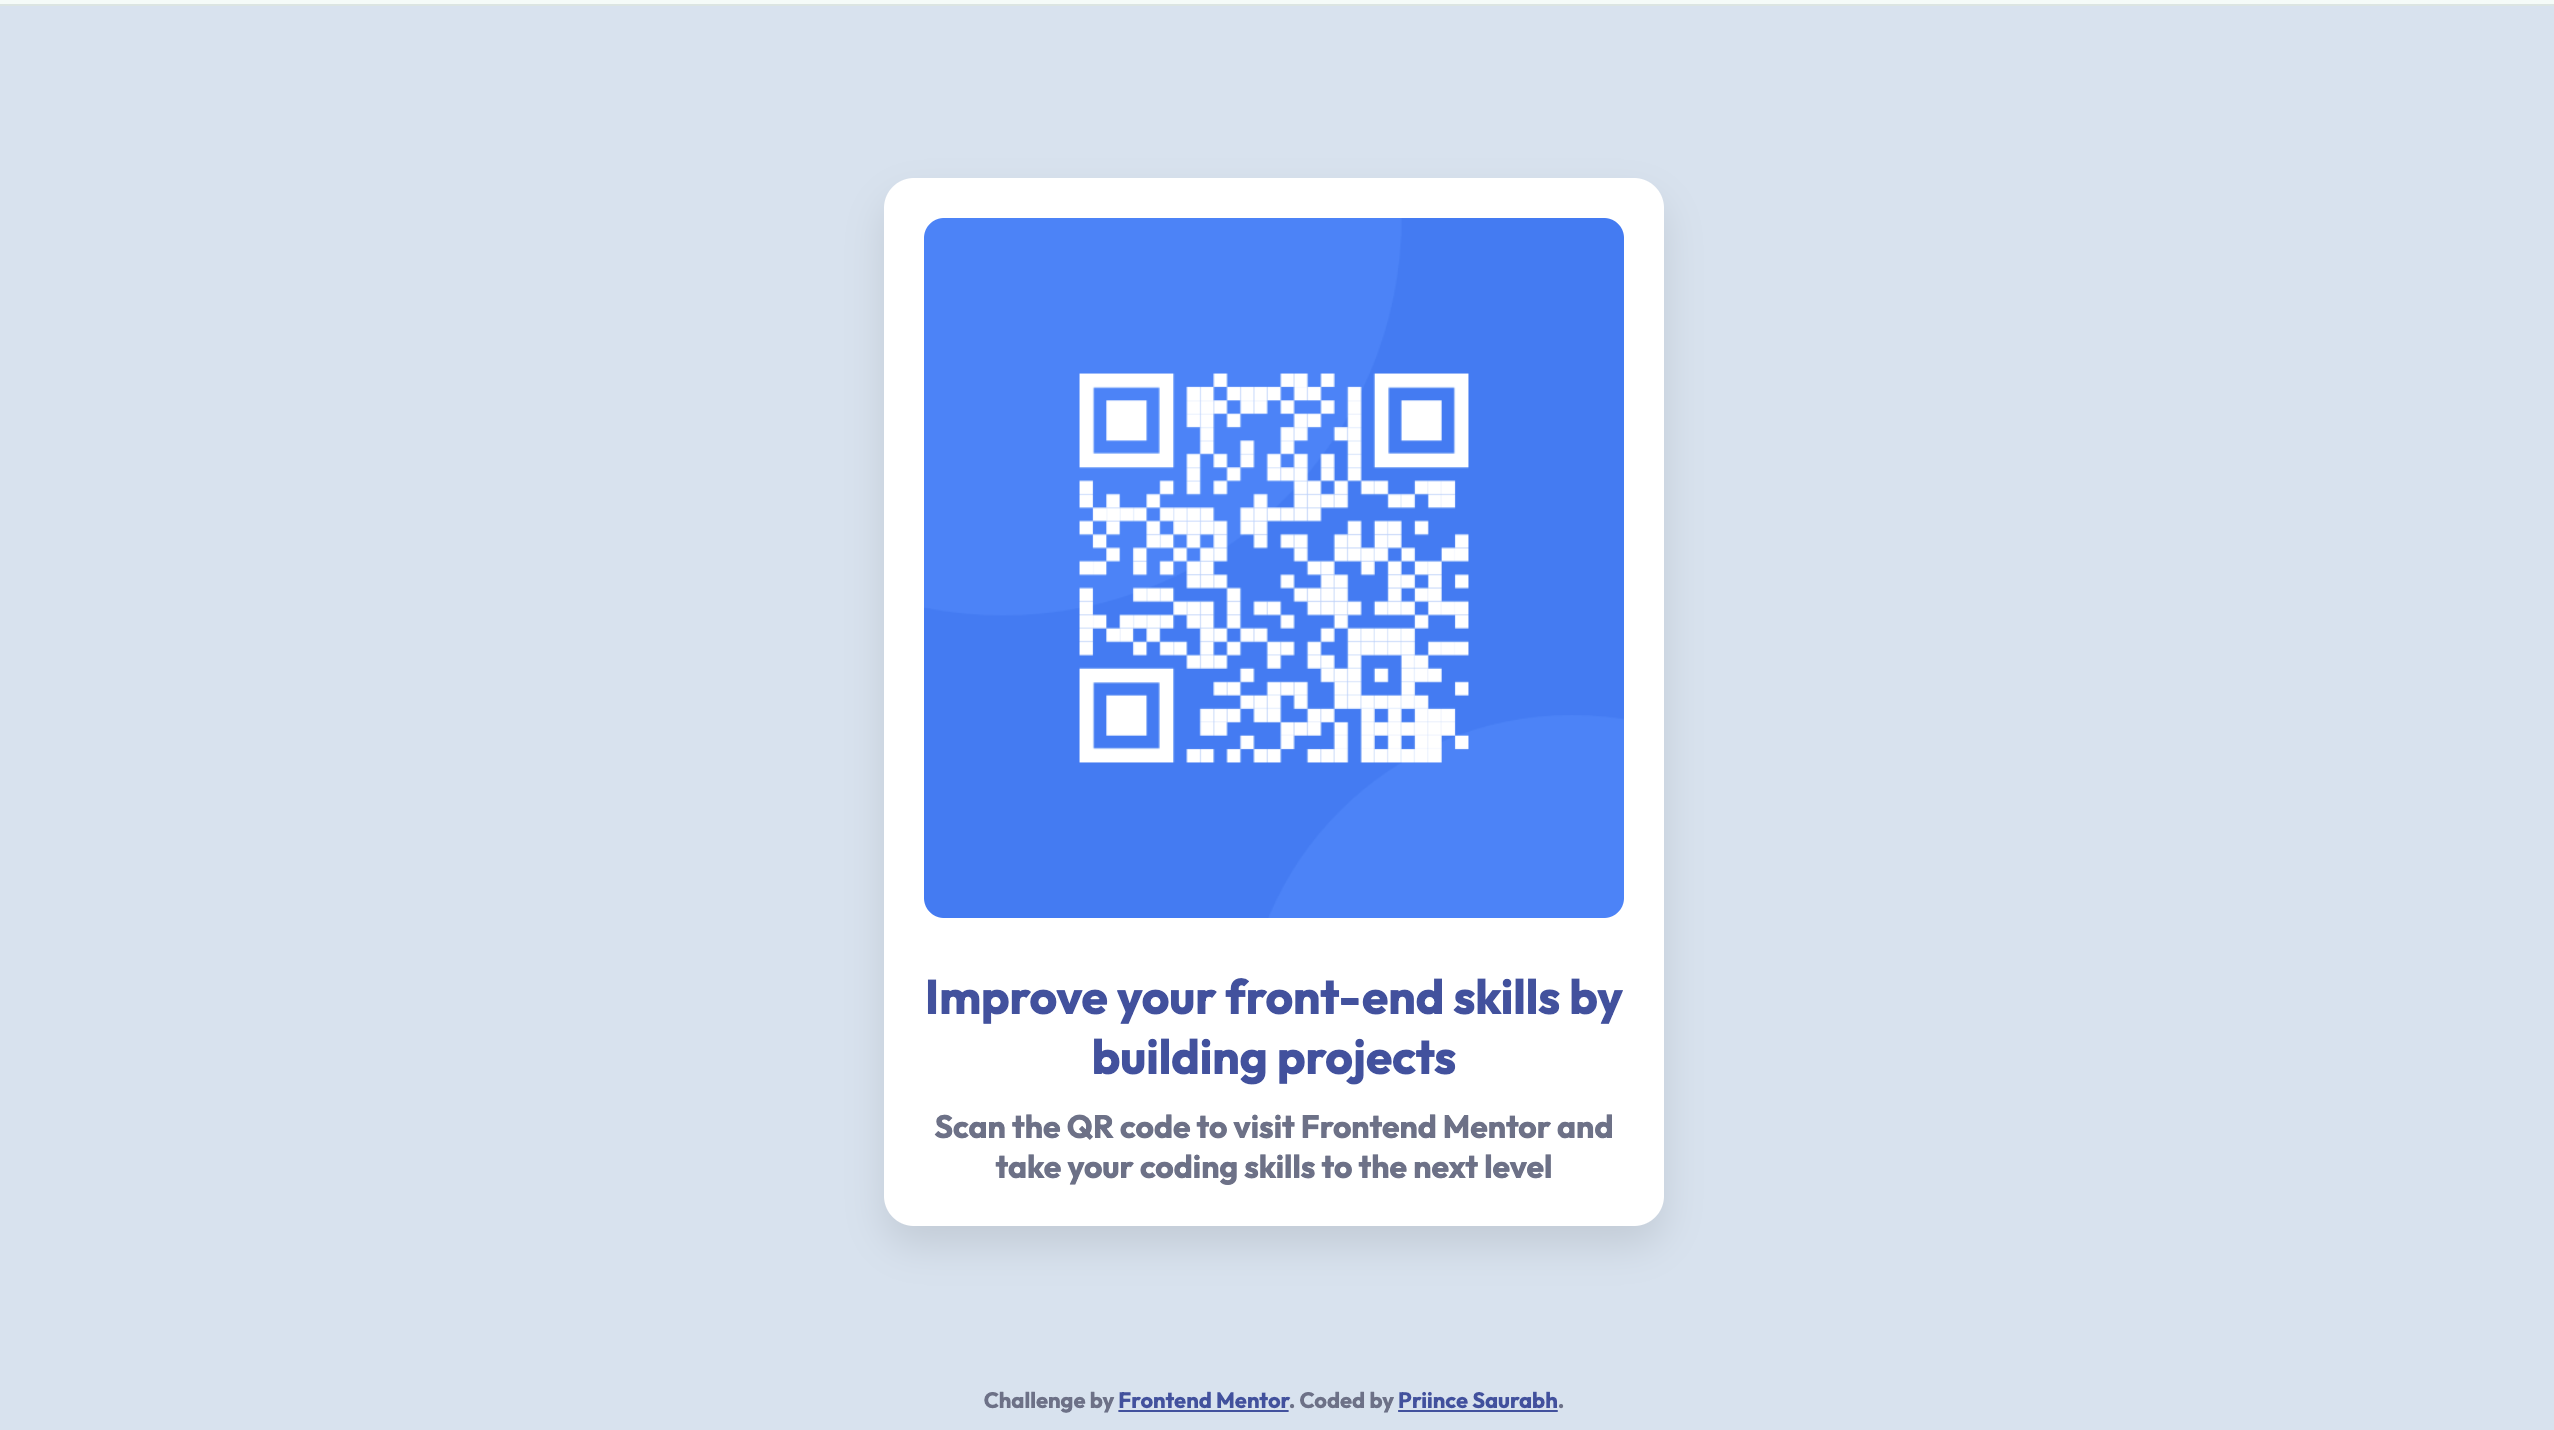 Improve your front-end skills by
building projects
Scan the QR code to visit Frontend Mentor and
take your coding skills to the next level
Challenge by Frontend Mentor. Coded by Priince Saurabh.